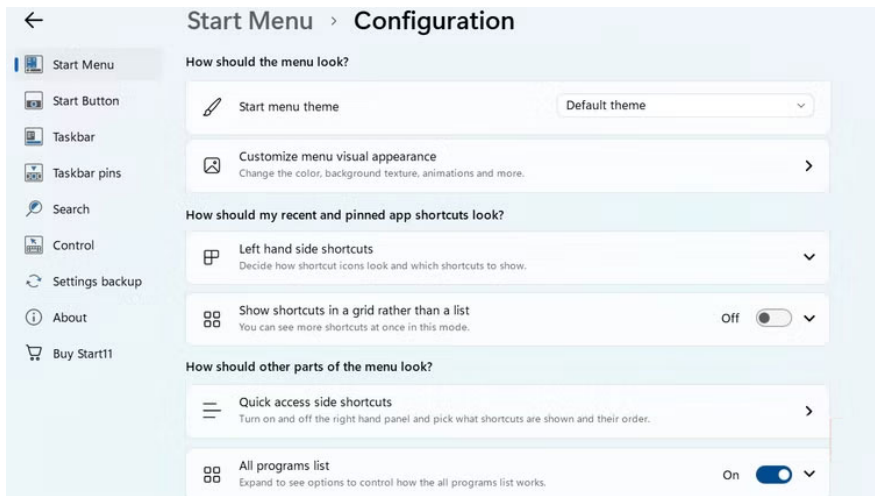 Start Menu > Configuration
Start Menu
Start Button
Taskbar
Taskbar pins
Search
Control
Settings backup
About
Buy Start11
How should the menu look?
Start menu theme
Default theme
Customize menu visual appearance
Change the color, background texture, animations and more.
How should my recent and pinned app shortcuts look?
Left hand side shortcuts
Decide how shortcut icons look and which shortcuts to show.
Show shortcuts in a grid rather than a list
You can see more shortcuts at once in this mode.
Off
How should other parts of the menu look?
Quick access side shortcuts
Turn on and off the right hand panel and pick what shortcuts are shown and their order.
All programs list
Expand to see options to control how the all programs list works.
On